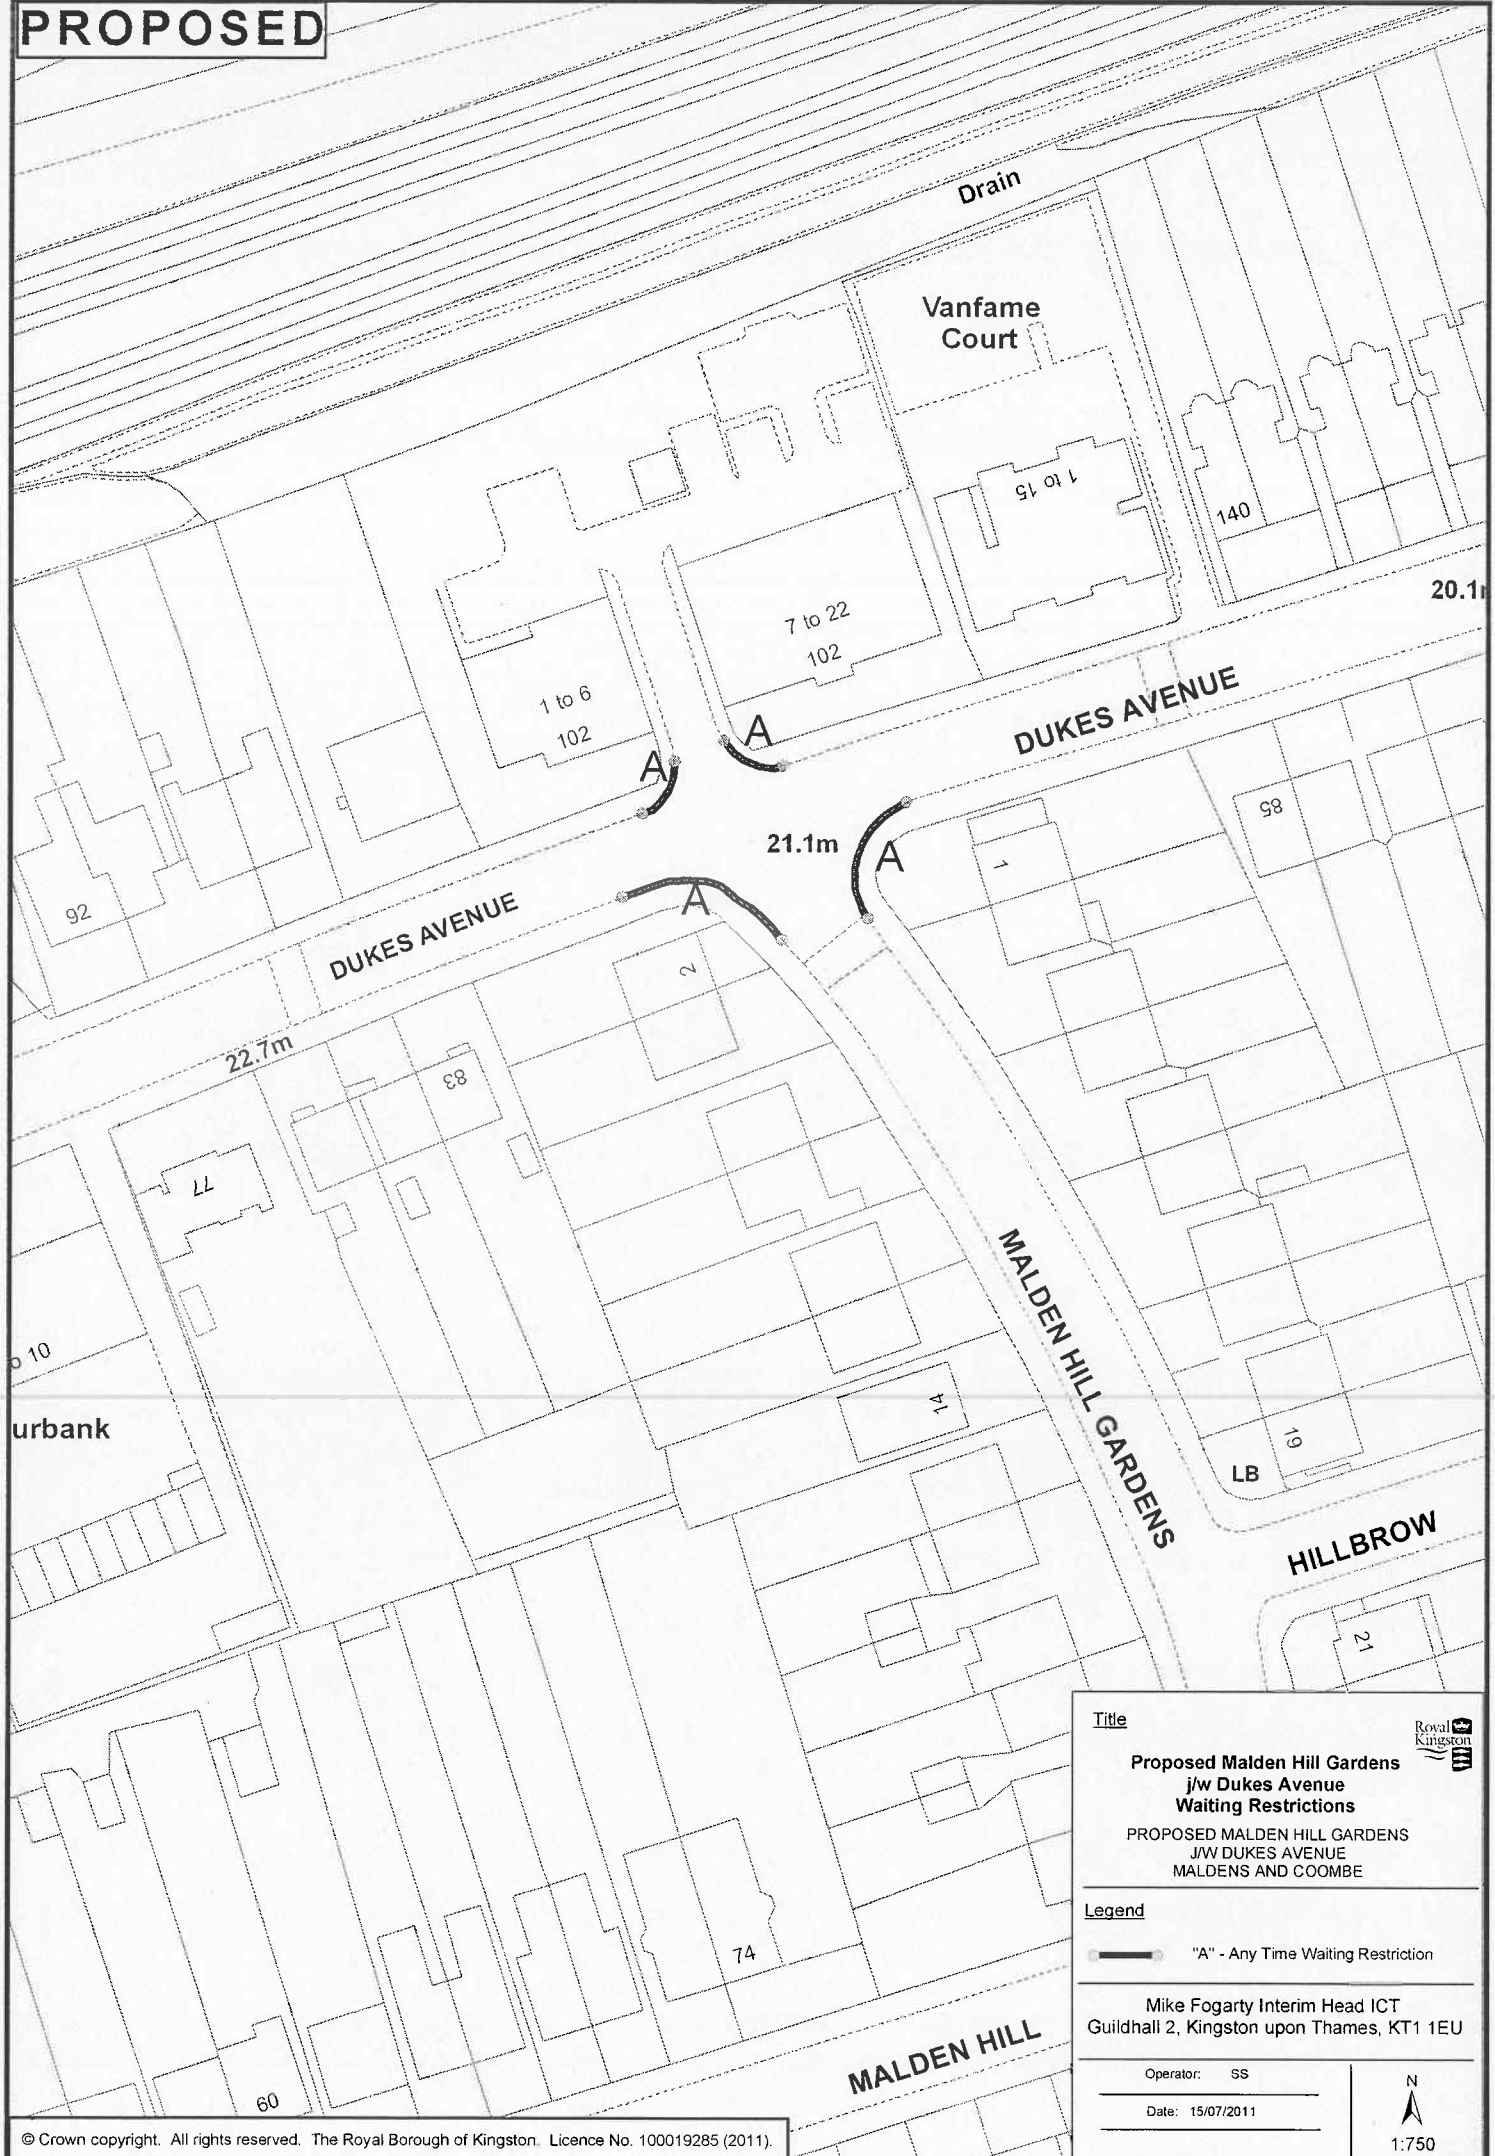 PROPOSED
Drain
Vanfame
Court
1 to 15
140
20.1
7 to 22
102
1 to 6
102
DUKES AVENUE
A
A
21.1m
A
A
85
1
92
DUKES AVENUE
2
22.7m
83
77
MALDEN HILL GARDENS
10
urbank
14
19
LB
HILLBROW
21
74
60
MALDEN HILL
Title
Royal
Kingston
Proposed Malden Hill Gardens
j/w Dukes Avenue
Waiting Restrictions
PROPOSED MALDEN HILL GARDENS
J/W DUKES AVENUE
MALDENS AND COOMBE
Legend
"A" - Any Time Waiting Restriction
Mike Fogarty Interim Head ICT
Guildhall 2, Kingston upon Thames, KT1 1EU
Operator: SS
Date: 15/07/2011
N
1:750
© Crown copyright. All rights reserved. The Royal Borough of Kingston. Licence No. 100019285 (2011).